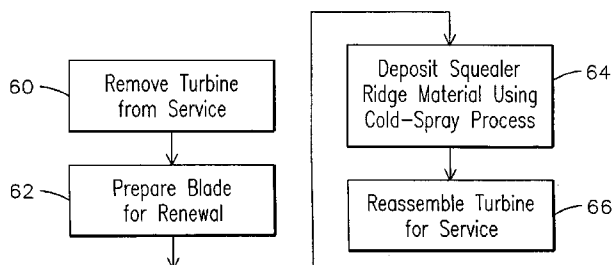 60
Remove Turbine
from Service
62
Prepare Blade
for Renewal
Deposit Squealer
Ridge Material Using
Cold-Spray Process
64
Reassemble Turbine
for Service
66